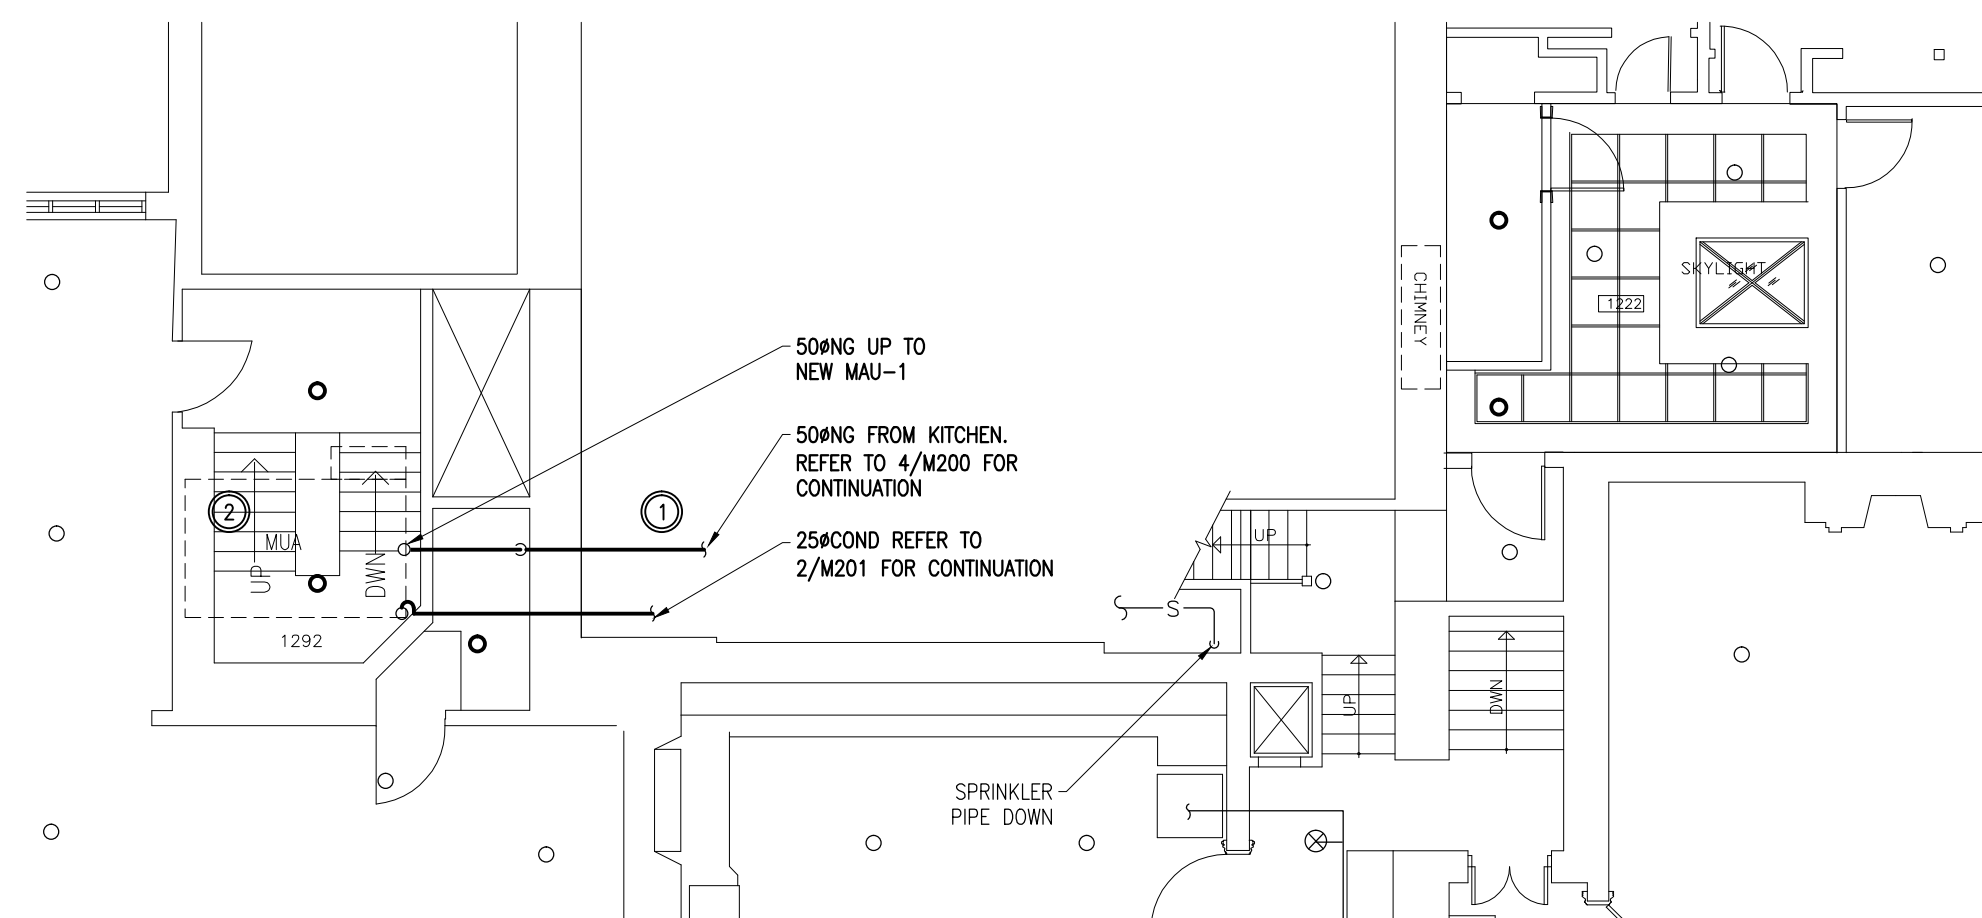 SKYLIGHT
1222
CHIMNEY
50øNG UP TO
NEW MAU-1
50øNG FROM KITCHEN.
REFER TO 4/M200 FOR
CONTINUATION
2
1
MUA
UP
DWN
25øCOND REFER TO
2/M201 FOR CONTINUATION
UP
S
1292
UP
DWN
SPRINKLER
PIPE DOWN